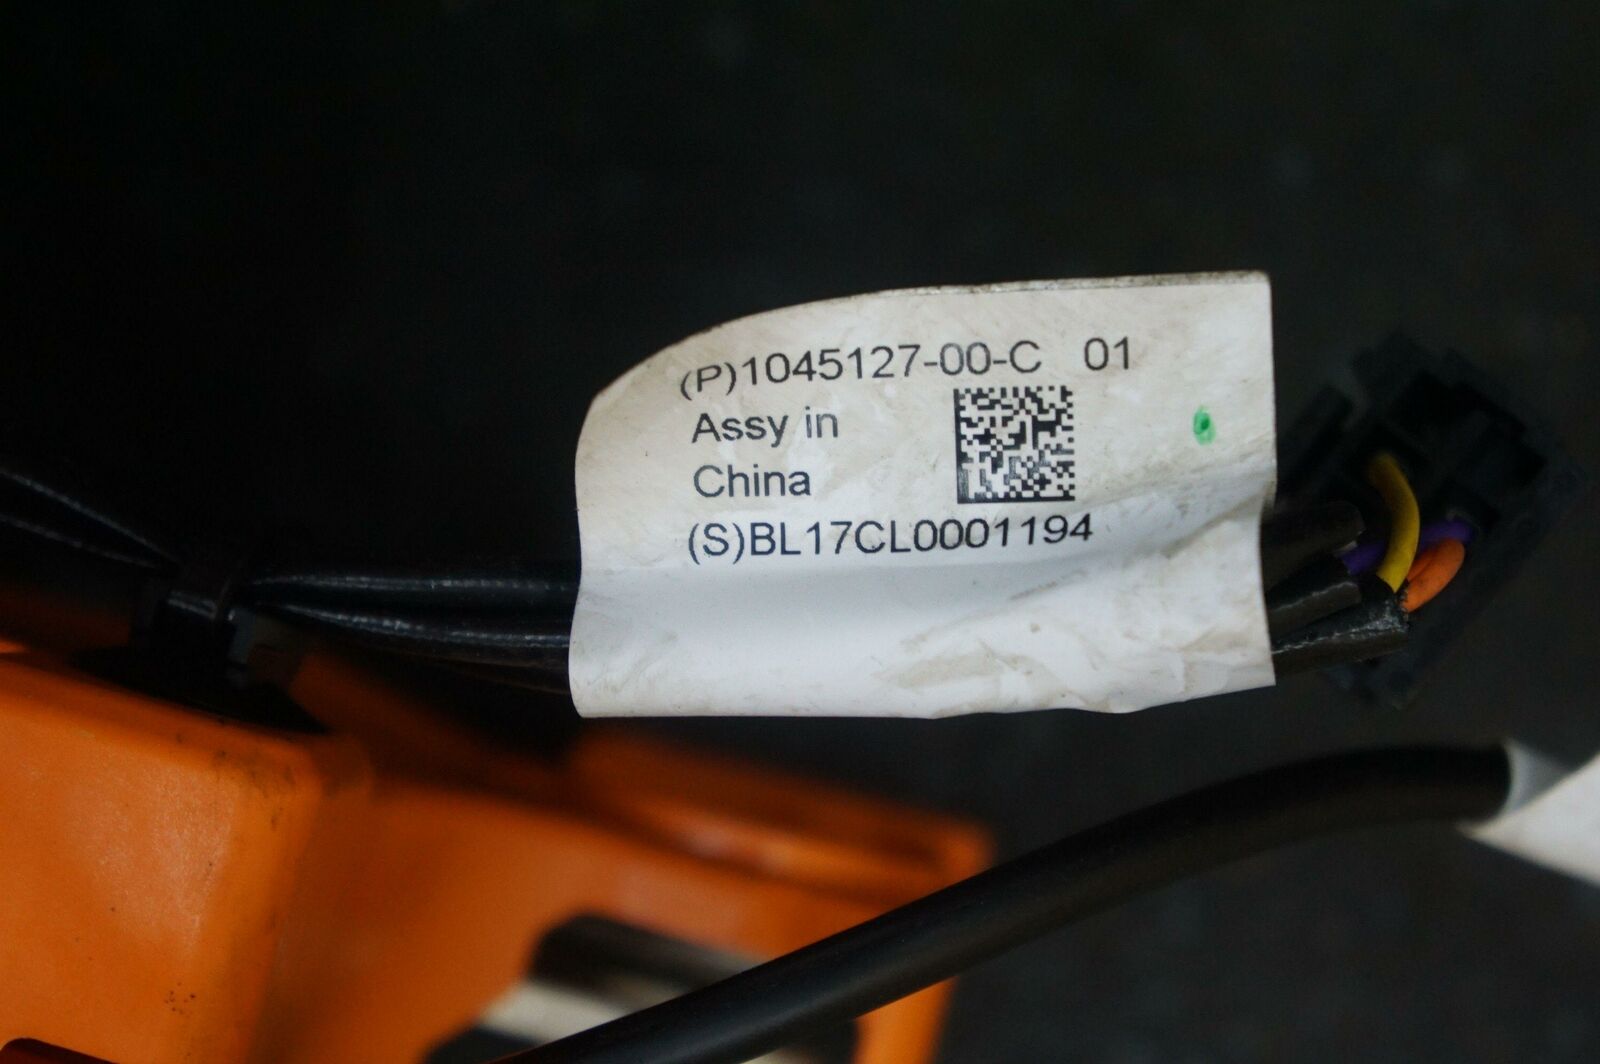 (P)1045127-00-C 01
Assy in
China
(S)BL17CL0001194